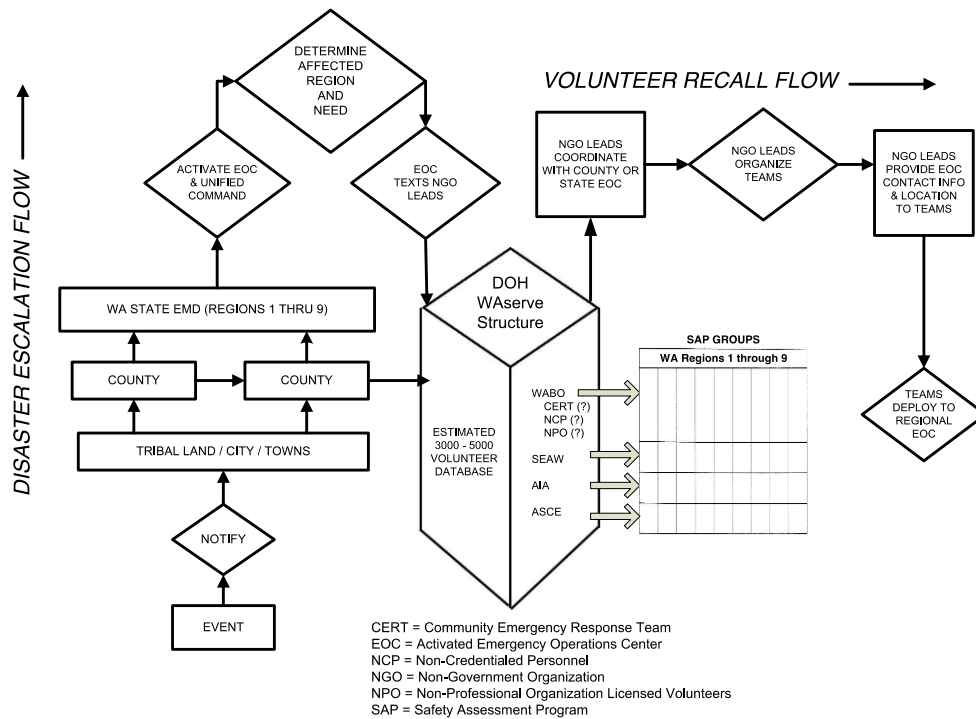 DISASTER ESCALATION FLOW
DETERMINE
AFFECTED
REGION
AND
NEED
ACTIVATE EOC
& UNIFIED
COMMAND
EOC
TEXTS NGO
LEADS
WA STATE EMD (REGIONS 1 THRU 9)
COUNTY
COUNTY
TRIBAL LAND / CITY / TOWNS
NOTIFY
EVENT
VOLUNTEER RECALL FLOW
NGO LEADS
COORDINATE
WITH COUNTY OR
STATE EOC
NGO LEADS
ORGANIZE
TEAMS
NGO LEADS
PROVIDE EOC
CONTACT INFO
& LOCATION
TO TEAMS
TEAMS
DEPLOY TO
REGIONAL
EOC
DOH
WAserve
Structure
ESTIMATED
3000 - 5000
VOLUNTEER
DATABASE
WABO
CERT (?)
NCP (?)
NPO (?)
SEAW
AIA
ASCE
SAP GROUPS
WA Regions 1 through 9
CERT = Community Emergency Response Team
EOC = Activated Emergency Operations Center
NCP = Non-Credentialed Personnel
NGO = Non-Government Organization
NPO = Non-Professional Organization Licensed Volunteers
SAP = Safety Assessment Program